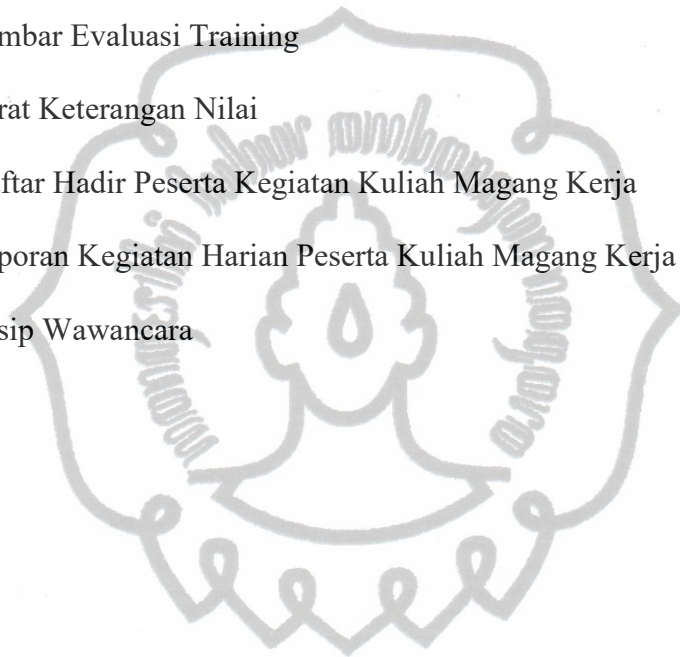 mbar Evaluasi Training
rat Keterangan Nilai
aftar Hadir Peserta Kegiatan Kuliah Magang Kerja
poran Kegiatan Harian Peserta Kuliah Magang Kerja
sip Wawancara